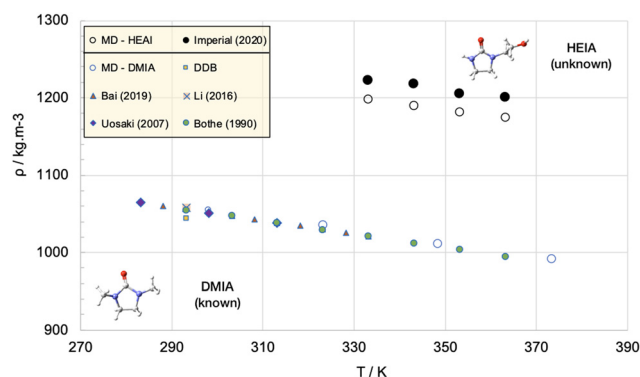 1300
1200
1100
1000
900
ρ / kg.m-3
MD - HEAI
Imperial (2020)
MD - DMIA
DDB
Bai (2019)
Li (2016)
Uosaki (2007)
Bothe (1990)
HEIA
(unknown)
DMIA
(known)
270
290
310
330
350
370
390
T / K